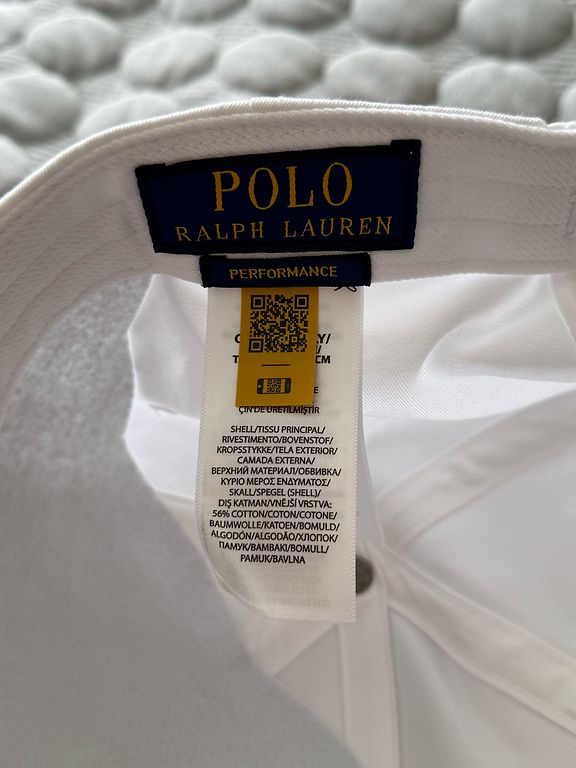 POLO
RALPH LAUREN
PERFORMANCE
ÇİN'DE ÜRETİLMİŞTİR
SHELL/TISSU PRINCIPAL/
RIVESTIMENTO/BOVENSTOF/
KROPSSTYKKE/TELA EXTERIOR/
CAMADA EXTERNA/
ВЕРХНИЙ МАТЕРИАЛ/ОБВИВКА/
ΚΥΡΙΟ ΜΕΡΟΣ ΕΝΔΥΜΑΤΟΣ/
SKALL/SPEGEL (SHELL)/
DIŞ KATMAN/VNĚJŠÍ VRSTVA:
56% COTTON/COTON/COTONE/
BAUMWOLLE/KATOEN/BOMULD/
ALGODÓN/ALGODÃO/ХЛОПОК/
ПАМУК/ΒΑΜΒΑΚΙ/BOMULL/
PAMUK/BAVLNA